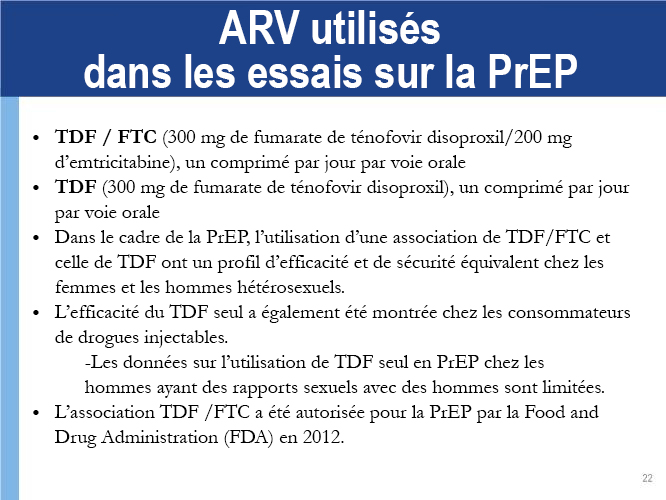 ARV utilisés
dans les essais sur la PrEP
• TDF / FTC (300 mg de fumarate de ténofovir disoproxil/200 mg
d’emtricitabine), un comprimé par jour par voie orale
• TDF (300 mg de fumarate de ténofovir disoproxil), un comprimé par jour
par voie orale
• Dans le cadre de la PrEP, l’utilisation d’une association de TDF/FTC et
celle de TDF ont un profil d’efficacité et de sécurité équivalent chez les
femmes et les hommes hétérosexuels.
• L’efficacité du TDF seul a également été montrée chez les consommateurs
de drogues injectables.
-Les données sur l’utilisation de TDF seul en PrEP chez les
hommes ayant des rapports sexuels avec des hommes sont limitées.
• L’association TDF /FTC a été autorisée pour la PrEP par la Food and
Drug Administration (FDA) en 2012.
22